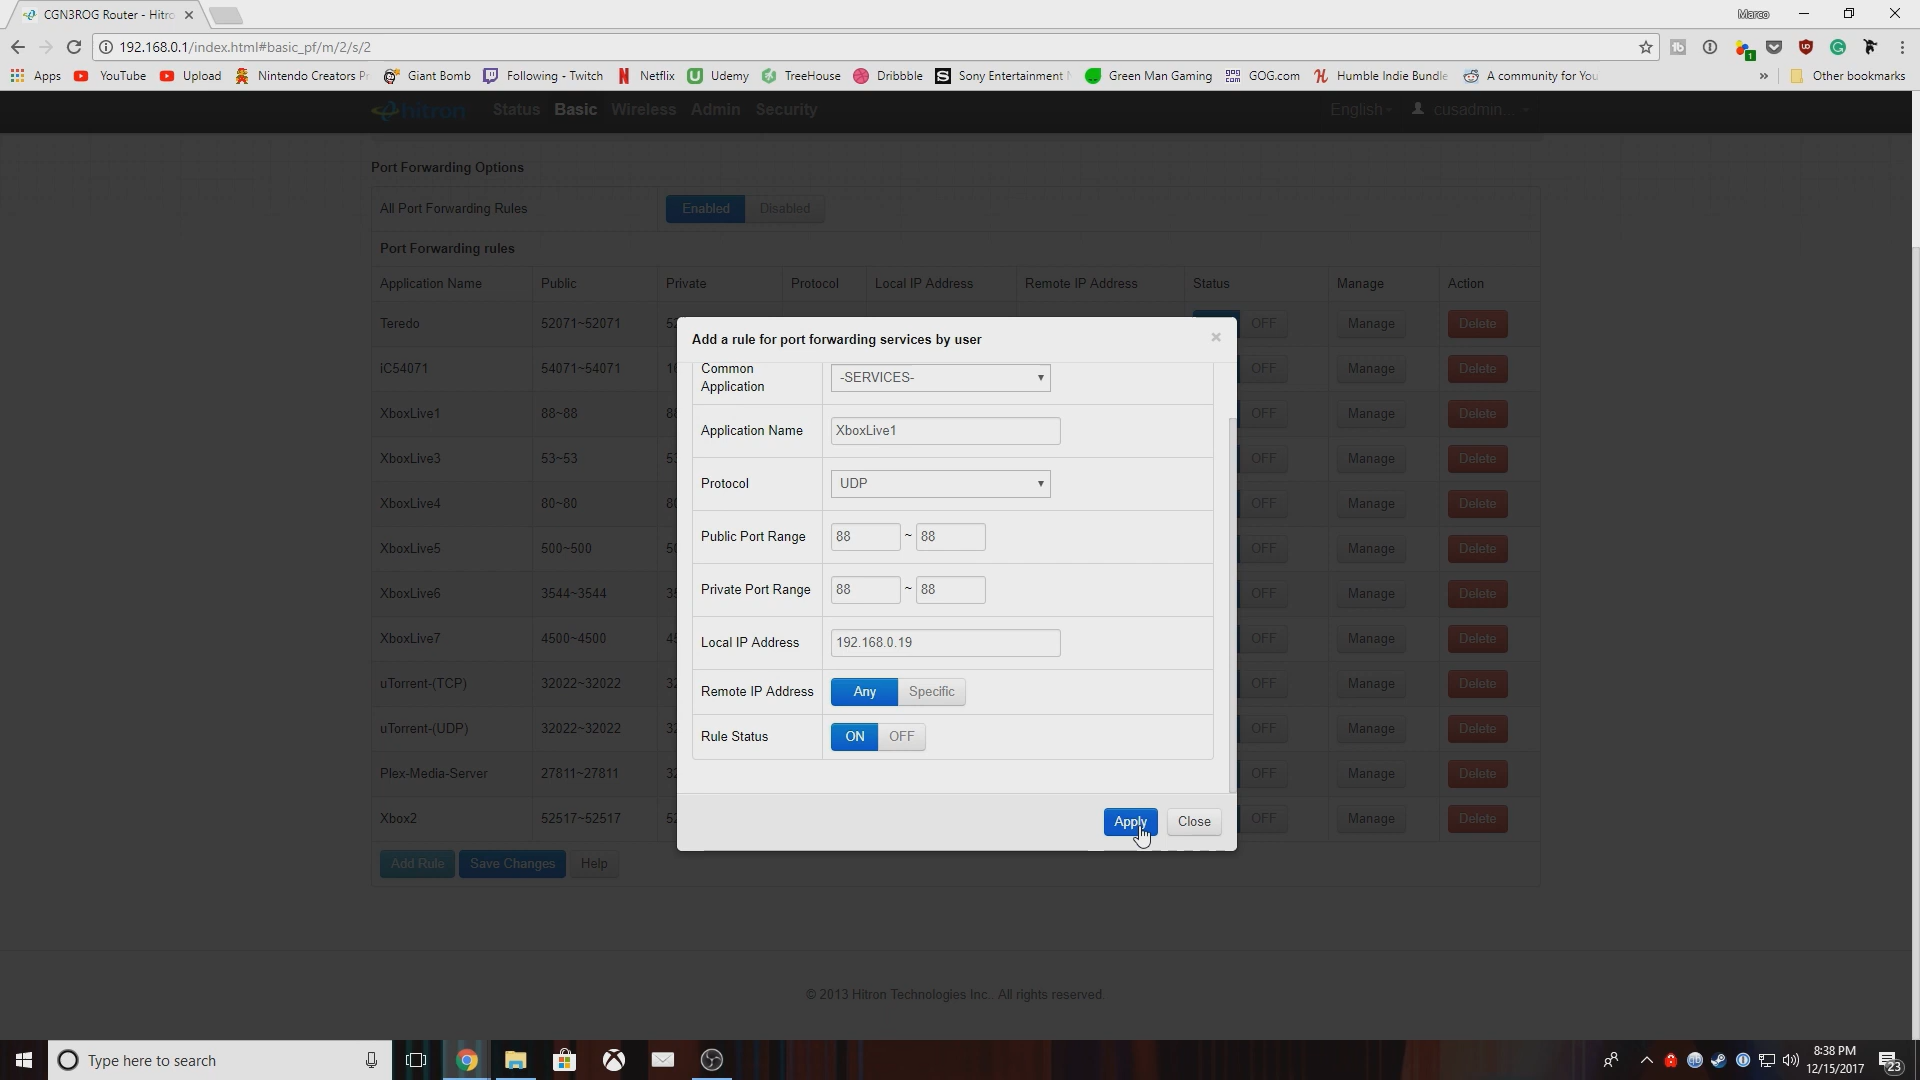 CGN3ROG Router - Hitro
Marco
192.168.0.1/index.html#basic_pf/m/2/s/2
Apps YouTube Upload Nintendo Creators P Giant Bomb Following - Twitch Netflix Udemy TreeHouse Dribbble Sony Entertainment Green Man Gaming GOG.com Humble Indie Bundle A community for You » Other bookmarks
hitron Status Basic Wireless Admin Security English cusadmin...
Port Forwarding Options
All Port Forwarding Rules Enabled Disabled
Port Forwarding rules
Application Name Public Private Protocol Local IP Address Remote IP Address Status Manage Action
Teredo 52071~52071 OFF Manage Delete
iC54071 54071~54071 OFF Manage Delete
XboxLive1 88~88 OFF Manage Delete
XboxLive3 53~53 OFF Manage Delete
XboxLive4 80~80 OFF Manage Delete
XboxLive5 500~500 OFF Manage Delete
XboxLive6 3544~3544 OFF Manage Delete
XboxLive7 4500~4500 OFF Manage Delete
uTorrent-(TCP) 32022~32022 OFF Manage Delete
uTorrent-(UDP) 32022~32022 OFF Manage Delete
Plex-Media-Server 27811~27811 OFF Manage Delete
Xbox2 52517~52517 OFF Manage Delete
Add Rule Save Changes Help
Add a rule for port forwarding services by user ×
Common
Application
-SERVICES-
Application Name XboxLive1
Protocol UDP
Public Port Range 88 ~ 88
Private Port Range 88 ~ 88
Local IP Address 192.168.0.19
Remote IP Address Any Specific
Rule Status ON OFF
Apply Close
© 2013 Hitron Technologies Inc.. All rights reserved.
Type here to search
8:38 PM
12/15/2017
23